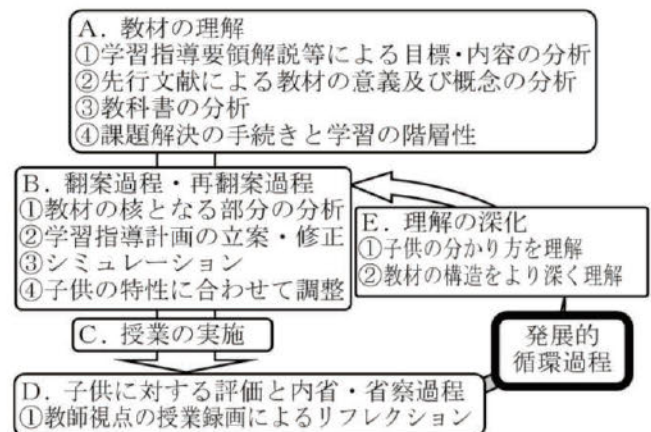 A．教材の理解
①学習指導要領解説等による目標・内容の分析
②先行文献による教材の意義及び概念の分析
③教科書の分析
④課題解決の手続きと学習の階層性
B．翻案過程・再翻案過程
①教材の核となる部分の分析
②学習指導計画の立案・修正
③シミュレーション
④子供の特性に合わせて調整
E．理解の深化
①子供の分かり方を理解
②教材の構造をより深く理解
C．授業の実施
発展的
循環過程
D．子供に対する評価と内省・省察過程
①教師視点の授業録画によるリフレクション